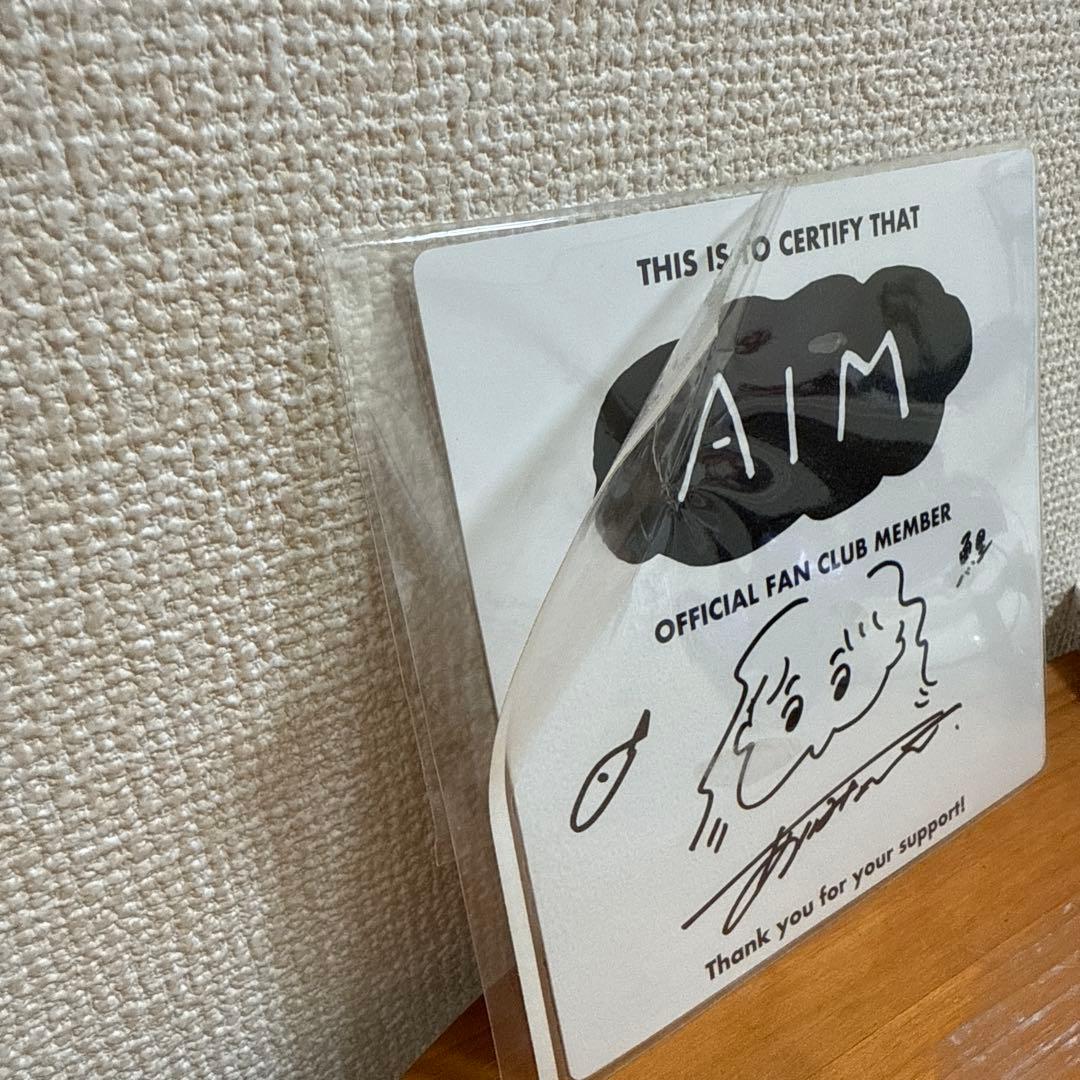 THIS IS TO CERTIFY THAT
AIM
OFFICIAL FAN CLUB MEMBER
Thank you for your support!